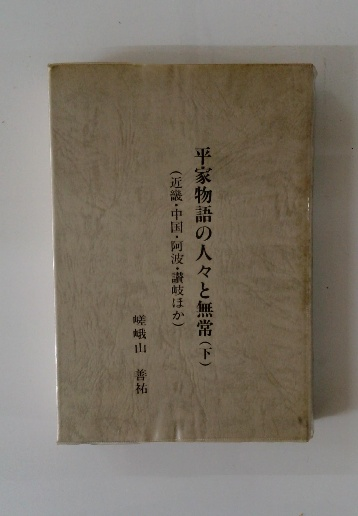 平家物語の人々と無常(下)
(近畿・中国・阿波・讃岐ほか)
嵯峨山 善祐